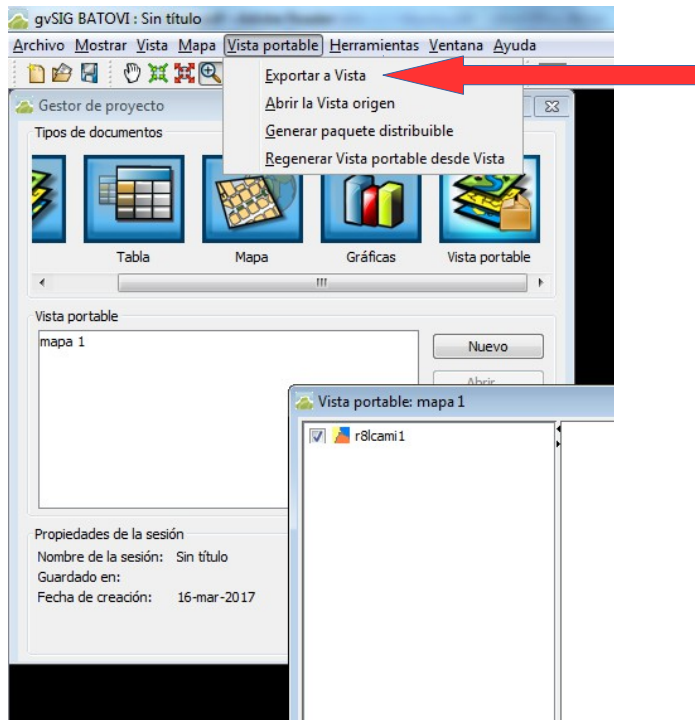 gvSIG BATOVI : Sin título
Archivo Mostrar Vista Mapa Vista portable Herramientas Ventana Ayuda
Exportar a Vista
Abrir la Vista origen
Generar paquete distribuible
Regenerar Vista portable desde Vista
Gestor de proyecto
Tipos de documentos
Tabla Mapa Gráficas Vista portable
Vista portable
mapa 1
Nuevo
Abrir
Vista portable: mapa 1
r8lcami1
Propiedades de la sesión
Nombre de la sesión: Sin título
Guardado en:
Fecha de creación: 16-mar-2017